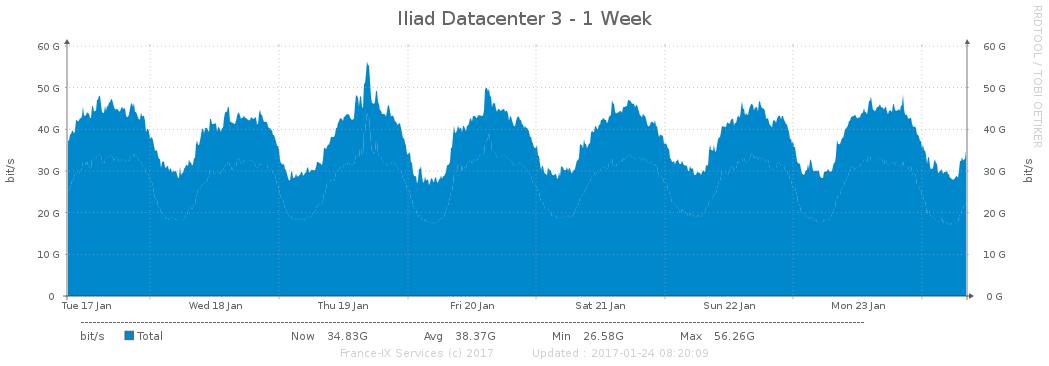 Iliad Datacenter 3 - 1 Week
RRDTOOL / TOBI OETIKER
60 G 60 G
50 G 50 G
40 G 40 G
30 G 30 G
20 G 20 G
10 G 10 G
0 0 G
bit/s bit/s
Tue 17 Jan Wed 18 Jan Thu 19 Jan Fri 20 Jan Sat 21 Jan Sun 22 Jan Mon 23 Jan
bit/s Total Now 34.83G Avg 38.37G Min 26.58G Max 56.26G
France-IX Services (c) 2017 Updated : 2017-01-24 08:20:09